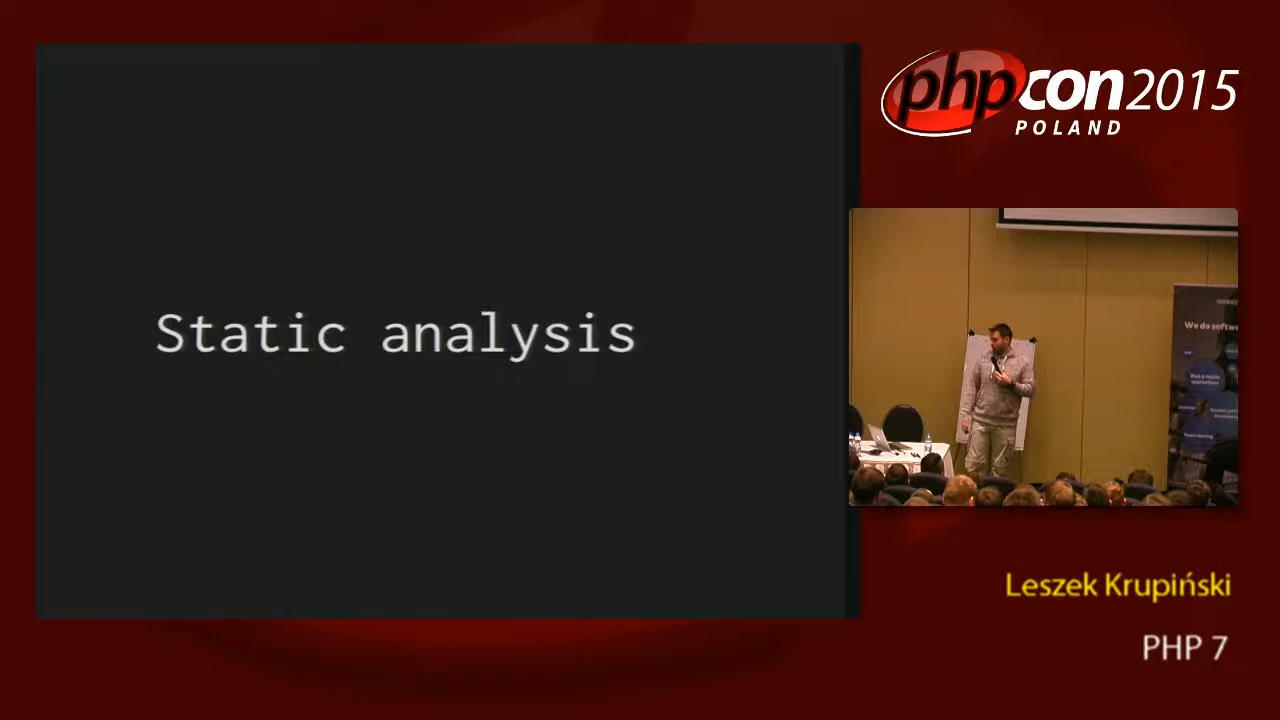 Static analysis
phpcon2015
POLAND
We do softw
Leszek Krupiński
PHP 7